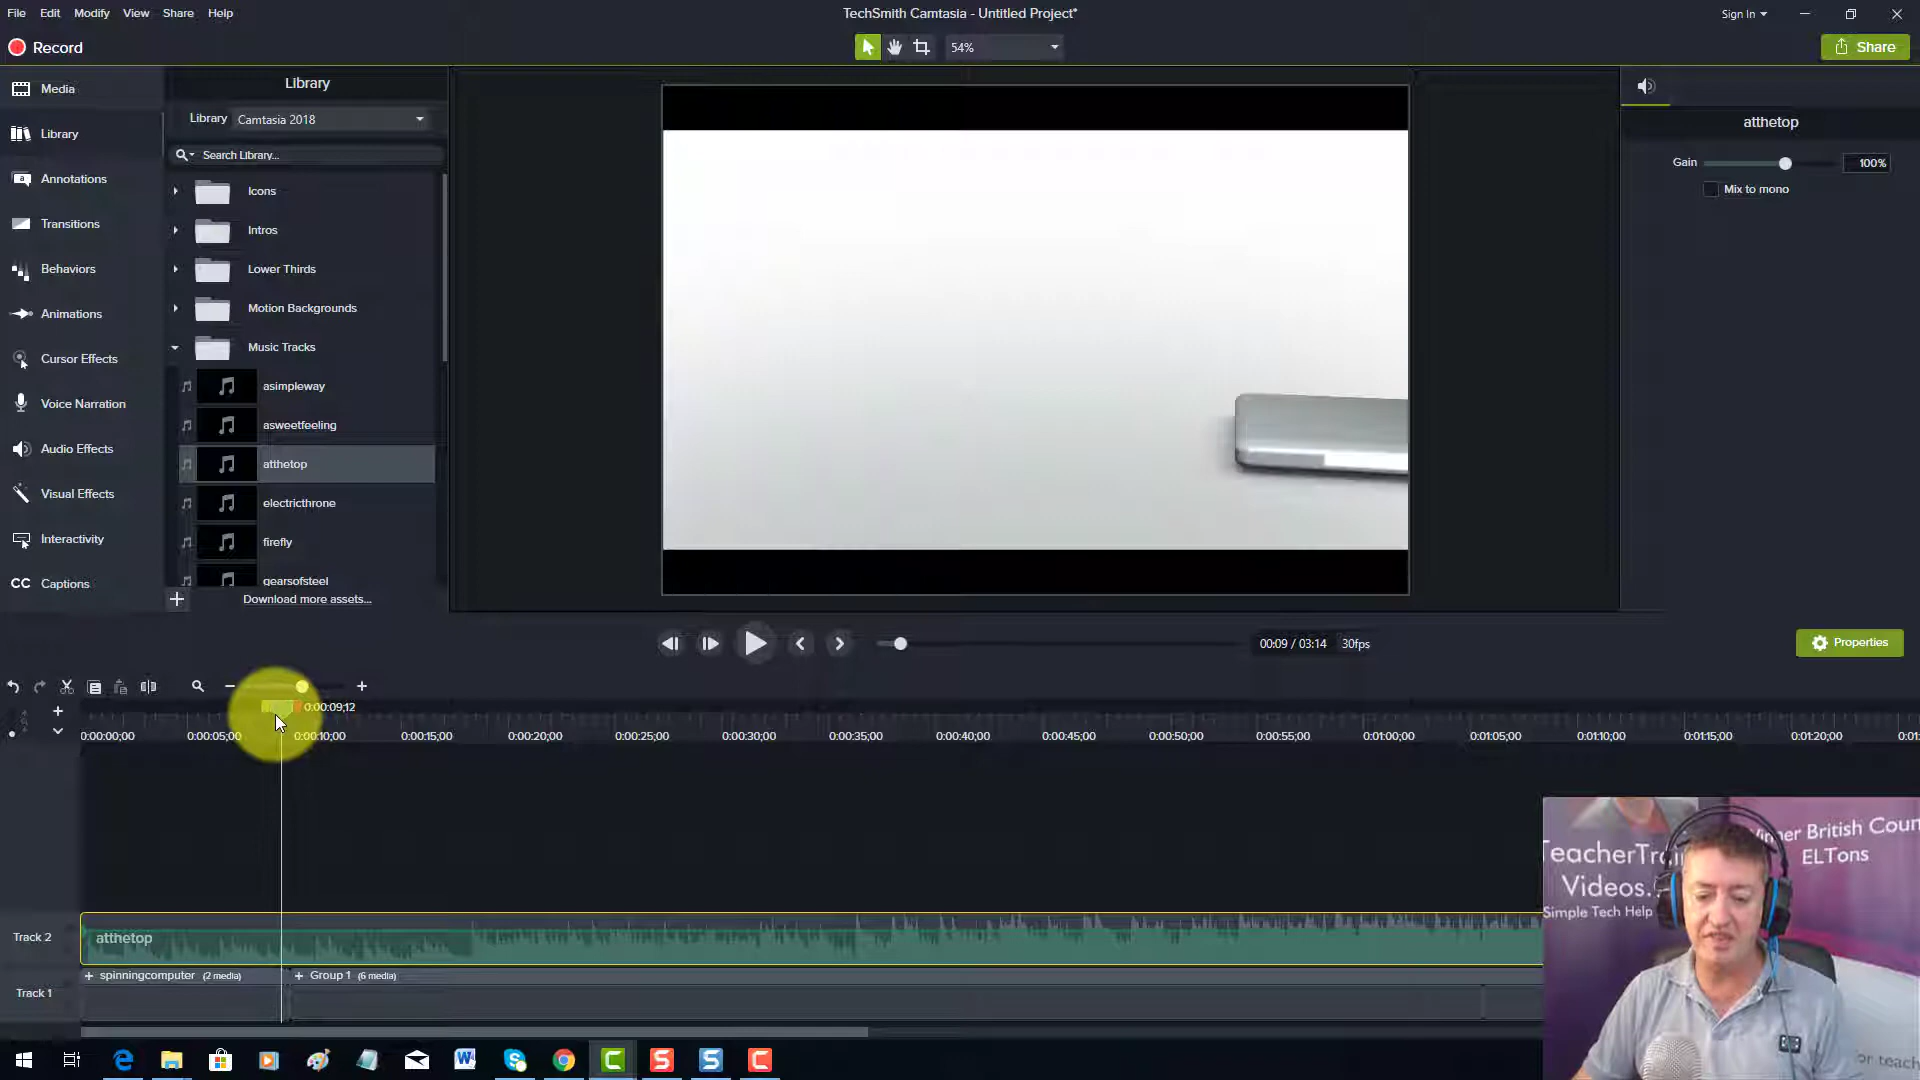 File Edit Modify View Share Help
TechSmith Camtasia - Untitled Project*
Sign In
Record
54%
Share
Media
Library
Annotations
Transitions
Behaviors
Animations
Cursor Effects
Voice Narration
Audio Effects
Visual Effects
Interactivity
CC Captions
Library
Library Camtasia 2018
Search Library...
Icons
Intros
Lower Thirds
Motion Backgrounds
Music Tracks
asimpleway
asweetfeeling
atthetop
electricthrone
firefly
gearsofsteel
Download more assets...
atthetop
Gain 100%
Mix to mono
00:09 / 03:14 30fps
Properties
0:00:09;12
0:00:00;00 0:00:05;00 0:00:10;00 0:00:15;00 0:00:20;00 0:00:25;00 0:00:30;00 0:00:35;00 0:00:40;00 0:00:45;00 0:00:50;00 0:00:55;00 0:01:00;00 0:01:05;00 0:01:10;00 0:01:15;00 0:01:20;00 0:01:
Track 2
atthetop
Track 1
spinningcomputer (2 media)
Group 1 (6 media)
British Coun
ELTons
Videos.
Simple Tech Help
or teach